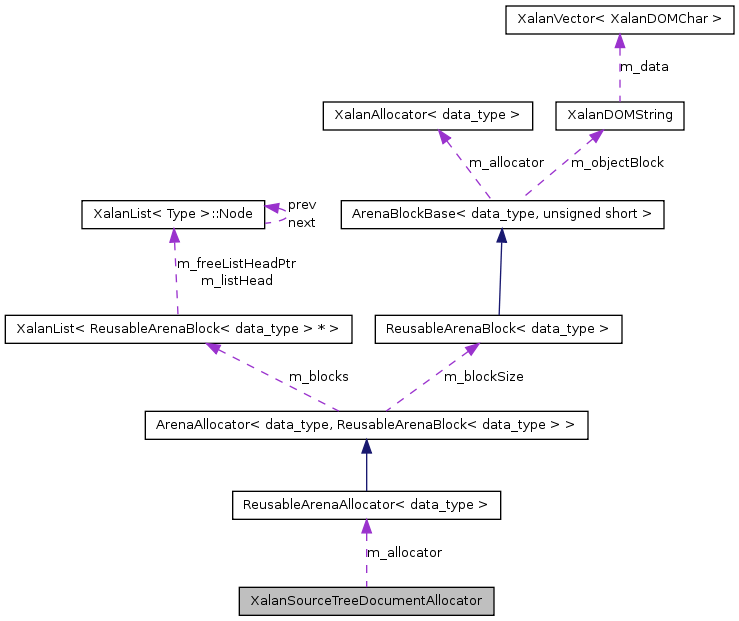 XalanVector< XalanDOMChar >
m_data
XalanAllocator< data_type >
XalanDOMString
m_allocator
m_objectBlock
XalanList< Type >::Node
prev
next
ArenaBlockBase< data_type, unsigned short >
m_freeListHeadPtr
m_listHead
XalanList< ReusableArenaBlock< data_type > * >
ReusableArenaBlock< data_type >
m_blocks
m_blockSize
ArenaAllocator< data_type, ReusableArenaBlock< data_type > >
ReusableArenaAllocator< data_type >
m_allocator
XalanSourceTreeDocumentAllocator